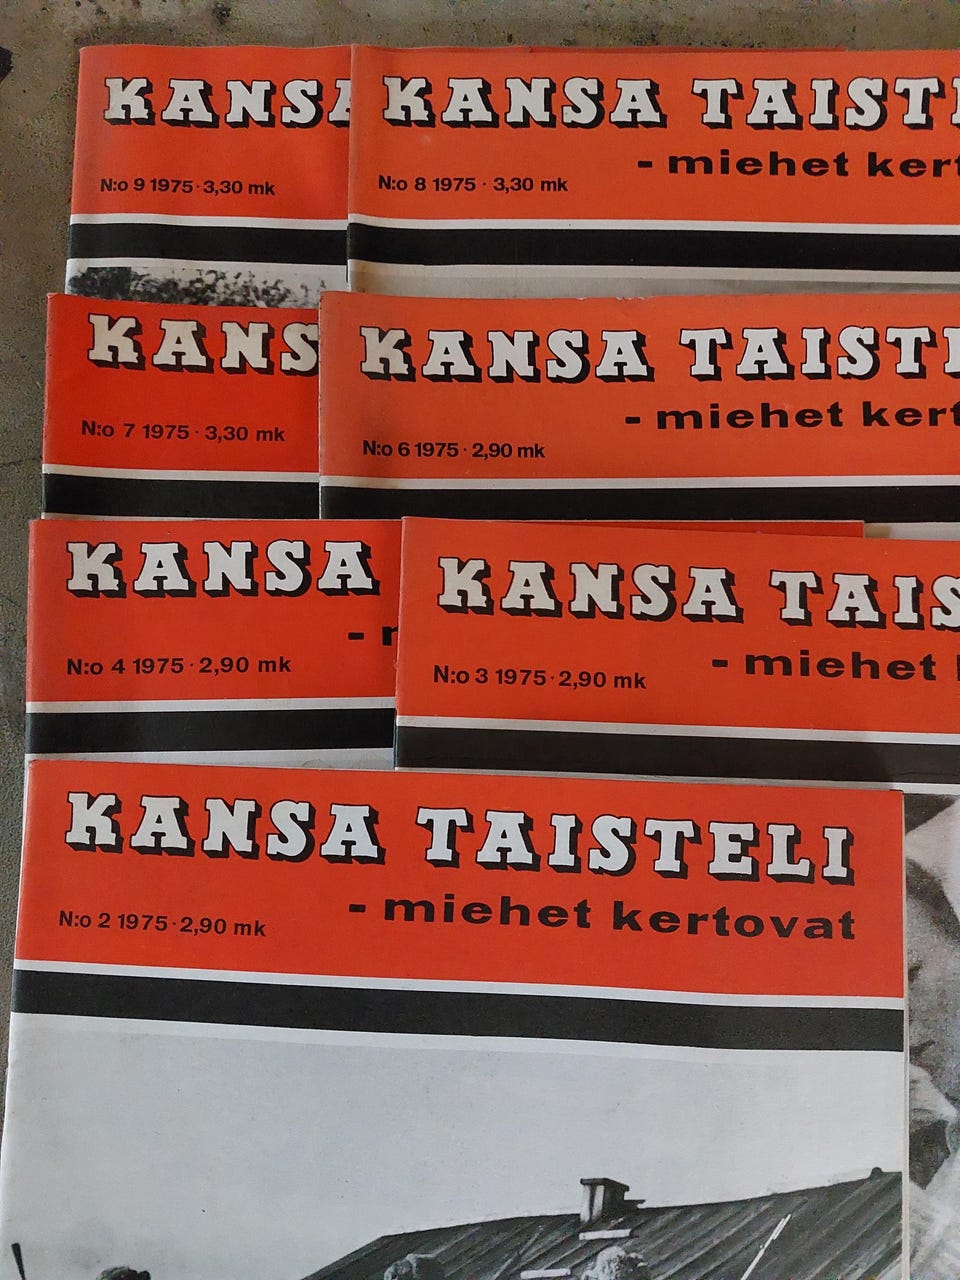 KANSA
N:o 9 1975 · 3,30 mk
KANSA TAIST
- miehet kert
N:o 8 1975 · 3,30 mk
KANS
N:o 7 1975 · 3,30 mk
KANSA TAIST
- miehet kert
N:o 6 1975 · 2,90 mk
KANSA
-
N:o 4 1975 · 2,90 mk
KANSA TAIS
- miehet
N:o 3 1975 · 2,90 mk
KANSA TAISTELI
- miehet kertovat
N:o 2 1975 · 2,90 mk